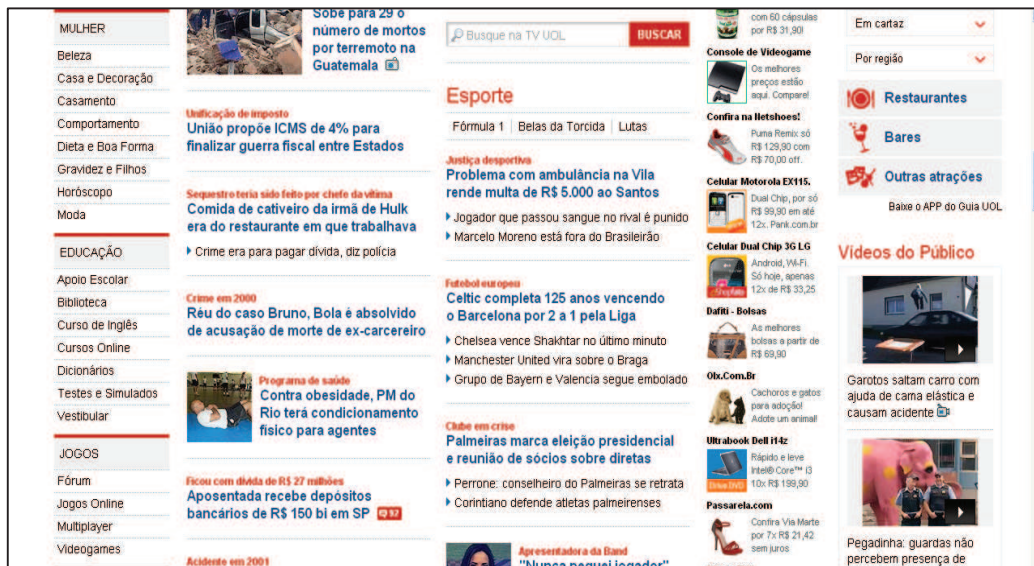 MULHER
Beleza
Casa e Decoração
Casamento
Comportamento
Dieta e Boa Forma
Gravidez e Filhos
Horóscopo
Moda
EDUCAÇÃO
Apoio Escolar
Biblioteca
Curso de Inglês
Cursos Online
Dicionários
Testes e Simulados
Vestibular
JOGOS
Fórum
Jogos Online
Multiplayer
Videogames
Sobe para 29 o
número de mortos
por terremoto na
Guatemala
Unificação de imposto
União propõe ICMS de 4% para
finalizar guerra fiscal entre Estados
Sequestro teria sido feito por chefe da vítima
Comida de cativeiro da irmã de Hulk
era do restaurante em que trabalhava
Crime era para pagar dívida, diz polícia
Crime em 2000
Réu do caso Bruno, Bola é absolvido
de acusação de morte de ex-carcereiro
Programa de saúde
Contra obesidade, PM do
Rio terá condicionamento
físico para agentes
Ficou com dívida de R$ 27 milhões
Aposentada recebe depósitos
bancários de R$ 150 bi em SP
Acidente em 2001
Busque na TV UOL
BUSCAR
Esporte
Fórmula 1 | Belas da Torcida | Lutas
Justiça desportiva
Problema com ambulância na Vila
rende multa de R$ 5.000 ao Santos
Jogador que passou sangue no rival é punido
Marcelo Moreno está fora do Brasileirão
Futebol europeu
Celtic completa 125 anos vencendo
o Barcelona por 2 a 1 pela Liga
Chelsea vence Shakhtar no último minuto
Manchester United vira sobre o Braga
Grupo de Bayern e Valencia segue embolado
Clube em crise
Palmeiras marca eleição presidencial
e reunião de sócios sobre diretas
Perrone: conselheiro do Palmeiras se retrata
Corintiano defende atletas palmeirenses
Apresentadora da Band
"Nunca peguei jogador"
com 60 cápsulas
por R$ 31,90!
Console de Videogame
Os melhores
preços estão
aqui. Compare!
Confira na Netshoes!
Puma Remix só
R$ 129,90 com
R$ 70,00 off.
Celular Motorola EX115.
Dual Chip, por só
R$ 99,90 em até
12x. Pank.com.br
Celular Dual Chip 3G LG
Android, Wi-Fi.
Só hoje, apenas
12x de R$ 33,25
Dafiti - Bolsas
As melhores
bolsas a partir de
R$ 69,90
Olx.Com.Br
Cachoros e gatos
para adoção!
Adote um animal!
Ultrabook Dell i14z
Rápido e leve
Intel® Core™ i3
10x R$ 199,90
Passarela.com
Confira Via Marte
por 7x R$ 21,42
sem juros
Em cartaz
Por região
Restaurantes
Bares
Outras atrações
Baixe o APP do Guia UOL
Vídeos do Público
Garotos saltam carro com
ajuda de cama elástica e
causam acidente
Pegadinha: guardas não
percebem presença de